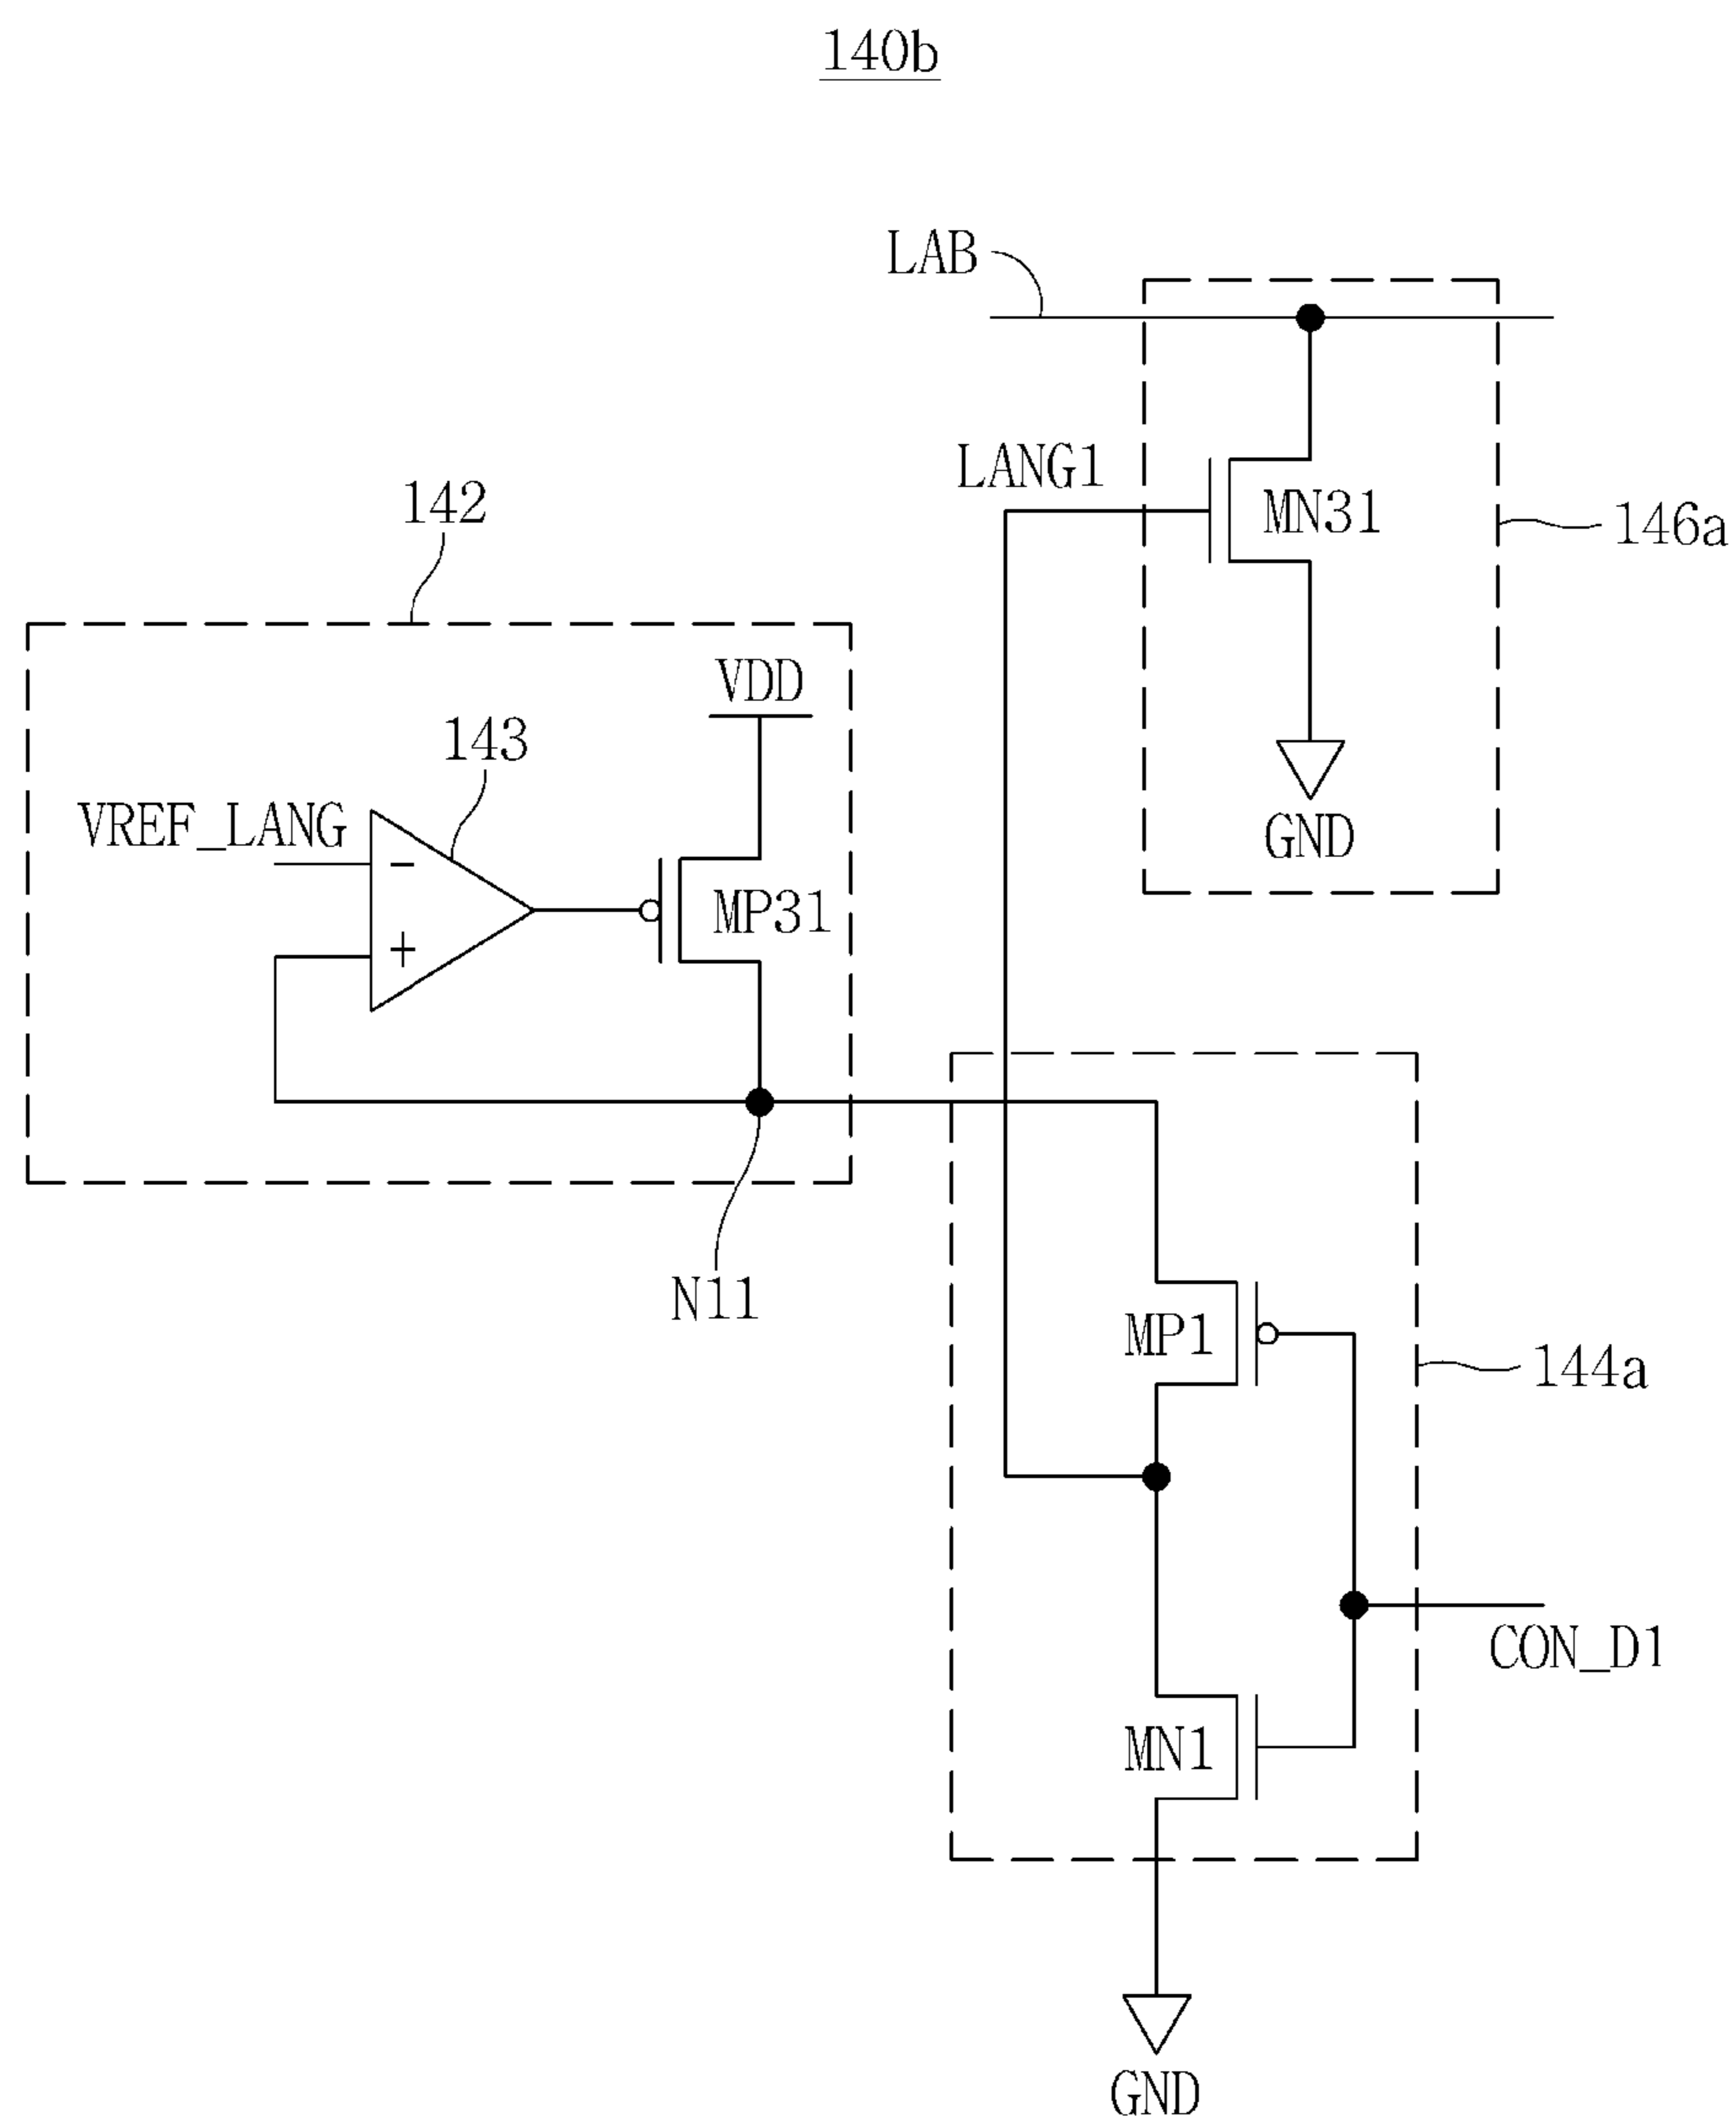 140b
LAB
LANG1
MN31
146a
142
VDD
143
VREF_LANG
GND
-
MP31
+
N11
MP1
144a
CON_D1
MN1
GND